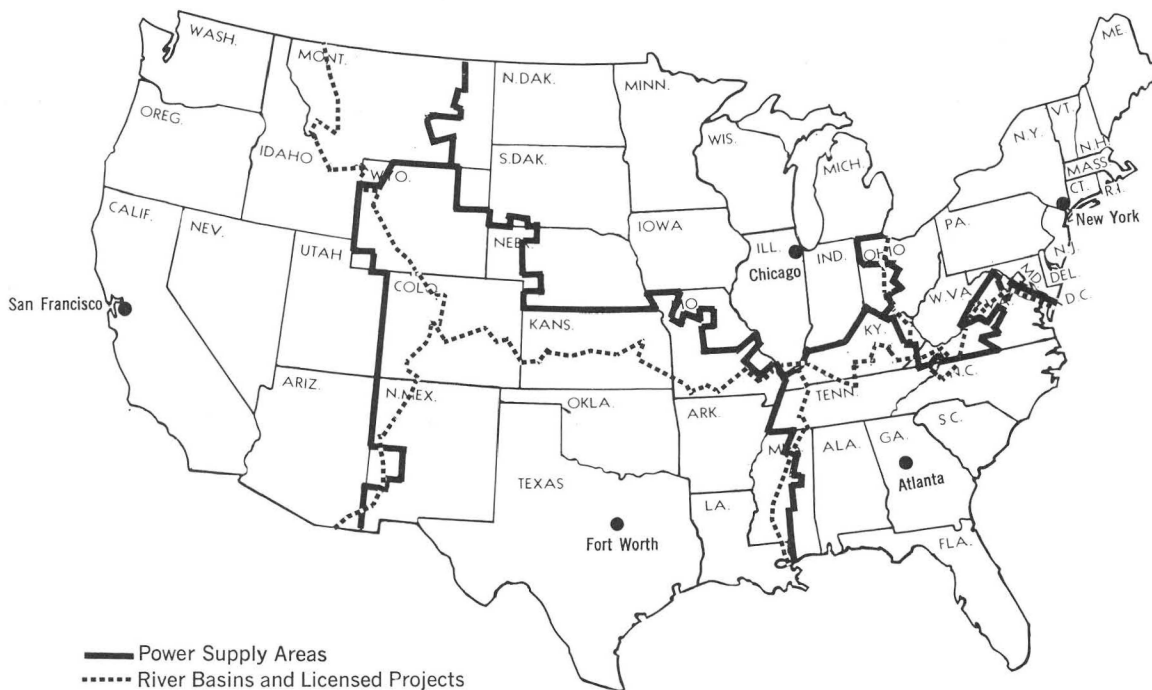 WASH.
MONT.
N.DAK.
MINN.
ME.
OREG.
IDAHO
WYO.
S.DAK.
WIS.
MICH.
N.Y.
VT.
N.H.
MASS
CT.
R.I.
New York
CALIF.
NEV.
UTAH
NEBR.
IOWA
ILL.
IND.
OHIO
PA.
N.J.
MD.
DEL.
D.C.
Chicago
W.VA.
San Francisco
COLO.
KANS.
KY.
ARIZ.
N.MEX.
OKLA.
ARK.
TENN.
N.C.
S.C.
TEXAS
ALA.
GA.
Atlanta
LA.
Fort Worth
FLA.
Power Supply Areas
River Basins and Licensed Projects